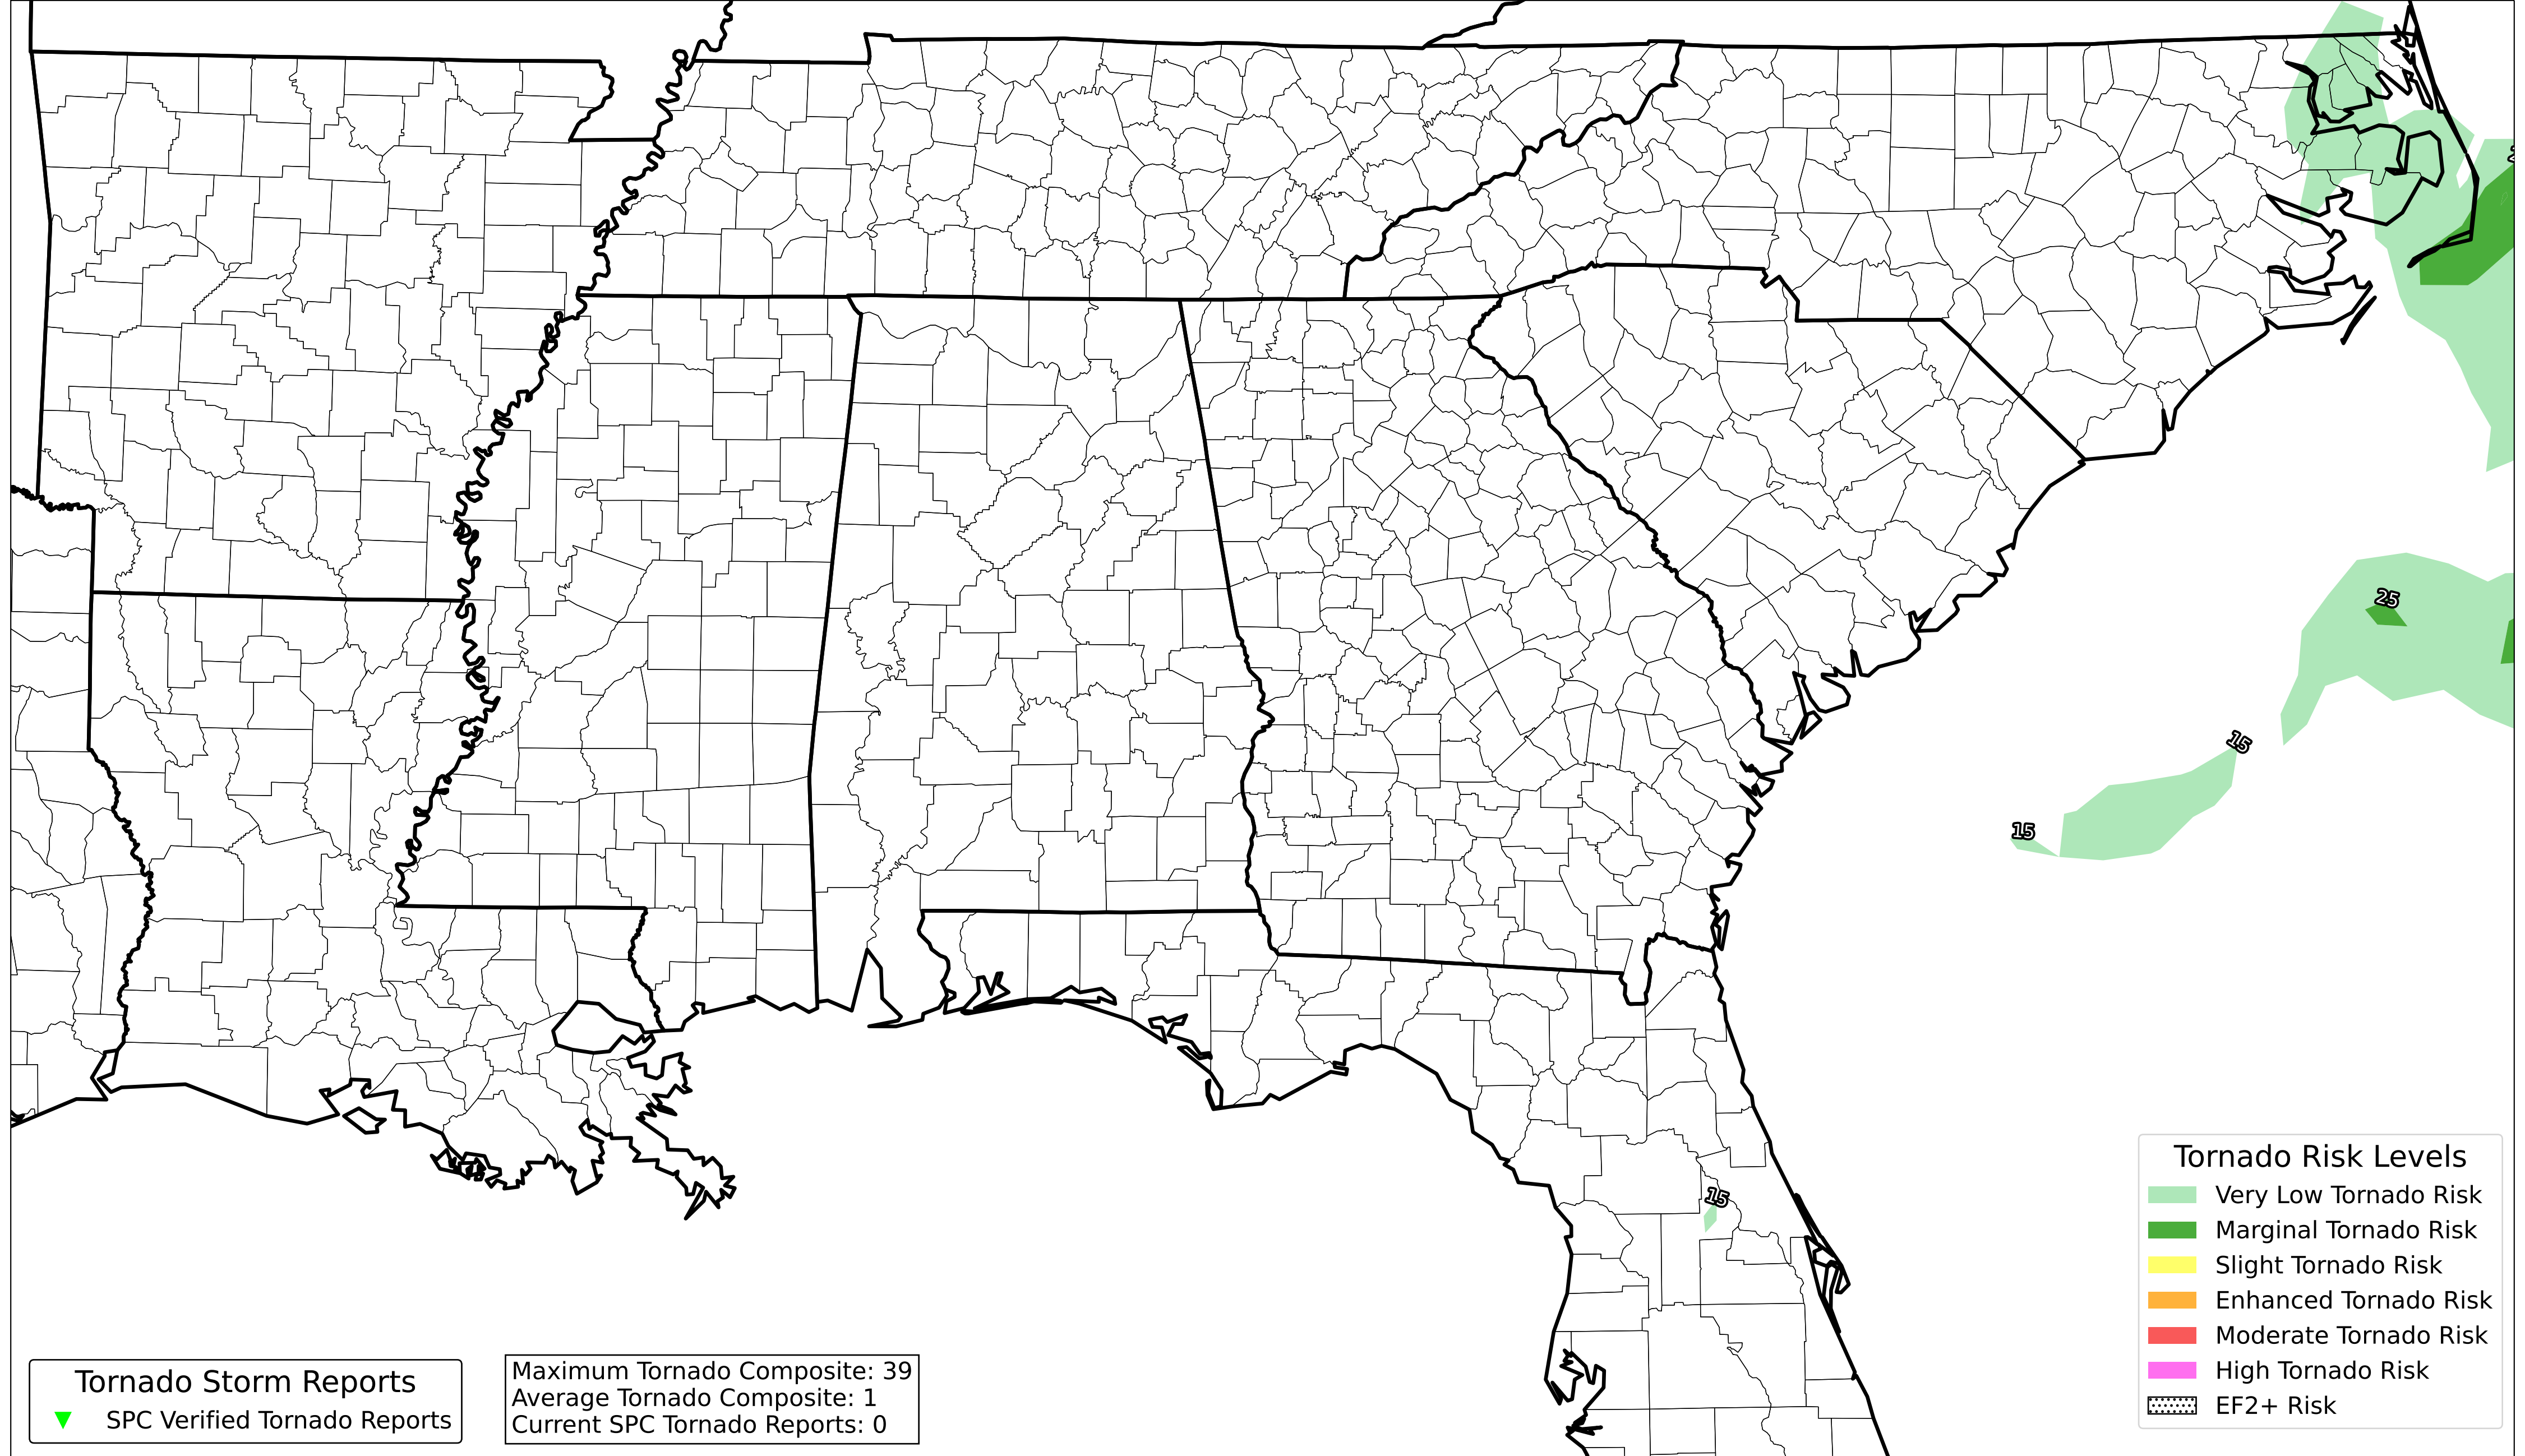 25
15
15
15
Tornado Risk Levels
Very Low Tornado Risk
Marginal Tornado Risk
Slight Tornado Risk
Enhanced Tornado Risk
Moderate Tornado Risk
High Tornado Risk
EF2+ Risk
Tornado Storm Reports
SPC Verified Tornado Reports
Maximum Tornado Composite: 39
Average Tornado Composite: 1
Current SPC Tornado Reports: 0